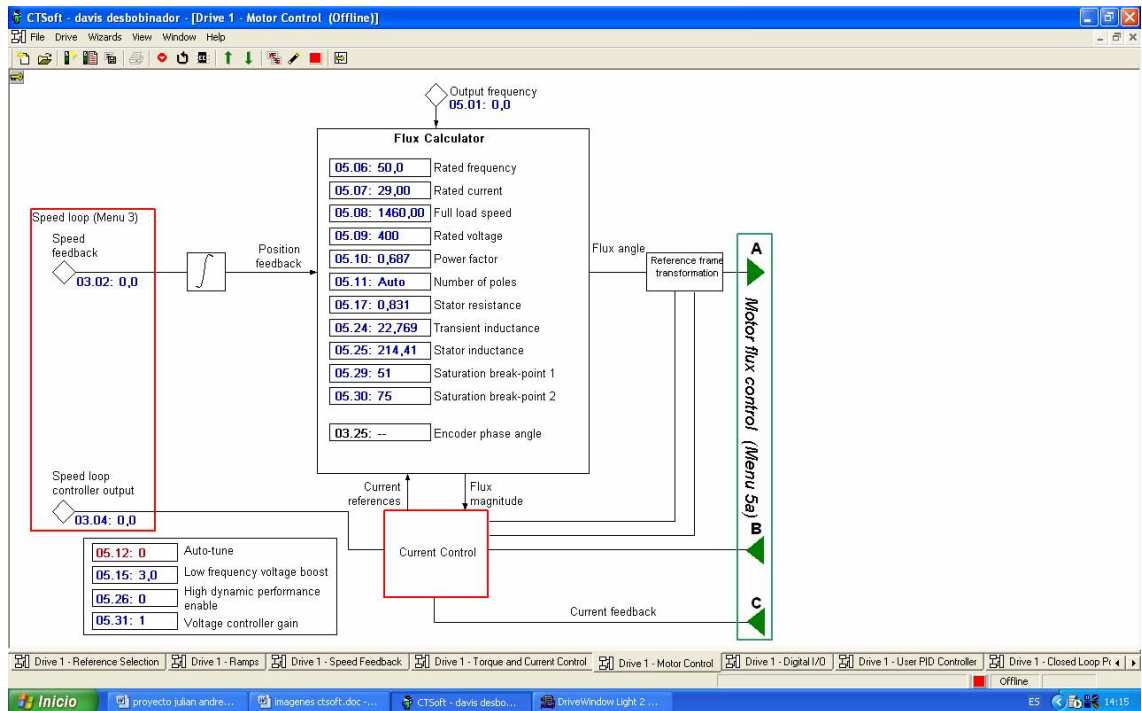 CTSoft - davis desbobinador - [Drive 1 - Motor Control (Offline)]
File Drive Wizards View Window Help
Output frequency
05.01: 0,0
Flux Calculator
05.06: 50,0 Rated frequency
05.07: 29,00 Rated current
05.08: 1460,00 Full load speed
05.09: 400 Rated voltage
05.10: 0,687 Power factor
05.11: Auto Number of poles
05.17: 0,831 Stator resistance
05.24: 22,769 Transient inductance
05.25: 214,41 Stator inductance
05.29: 51 Saturation break-point 1
05.30: 75 Saturation break-point 2
03.25: -- Encoder phase angle
Speed loop (Menu 3)
Speed
feedback
03.02: 0,0
Position
feedback
Flux angle
Reference frame
transformation
A
Motor flux control (Menu 5a)
B
C
Speed loop
controller output
03.04: 0,0
Current
references
Flux
magnitude
Current Control
Current feedback
05.12: 0 Auto-tune
05.15: 3,0 Low frequency voltage boost
05.26: 0 High dynamic performance
enable
05.31: 1 Voltage controller gain
Drive 1 - Reference Selection Drive 1 - Ramps Drive 1 - Speed Feedback Drive 1 - Torque and Current Control Drive 1 - Motor Control Drive 1 - Digital I/O Drive 1 - User PID Controller Drive 1 - Closed Loop P
Offline
Inicio proyecto julian andre... imagenes ctsoft.doc -... CTSoft - davis desbo... DriveWindow Light 2 ... ES 14:15